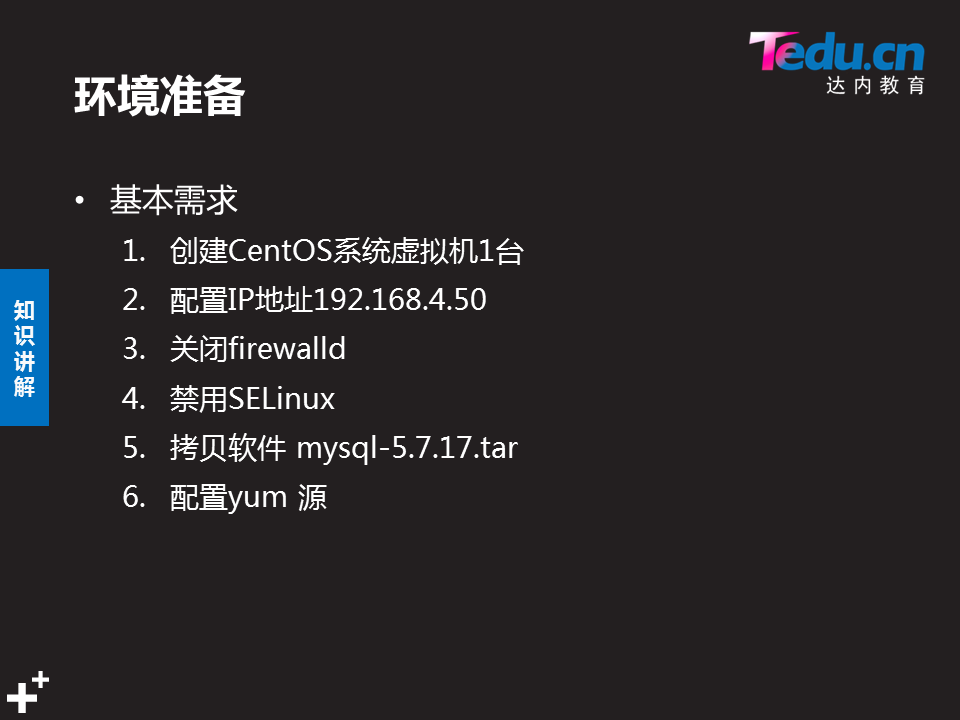 Tedu.cn
达内教育
环境准备
• 基本需求
1. 创建CentOS系统虚拟机1台
2. 配置IP地址192.168.4.50
3. 关闭firewalld
4. 禁用SELinux
5. 拷贝软件 mysql-5.7.17.tar
6. 配置yum 源
知识讲解